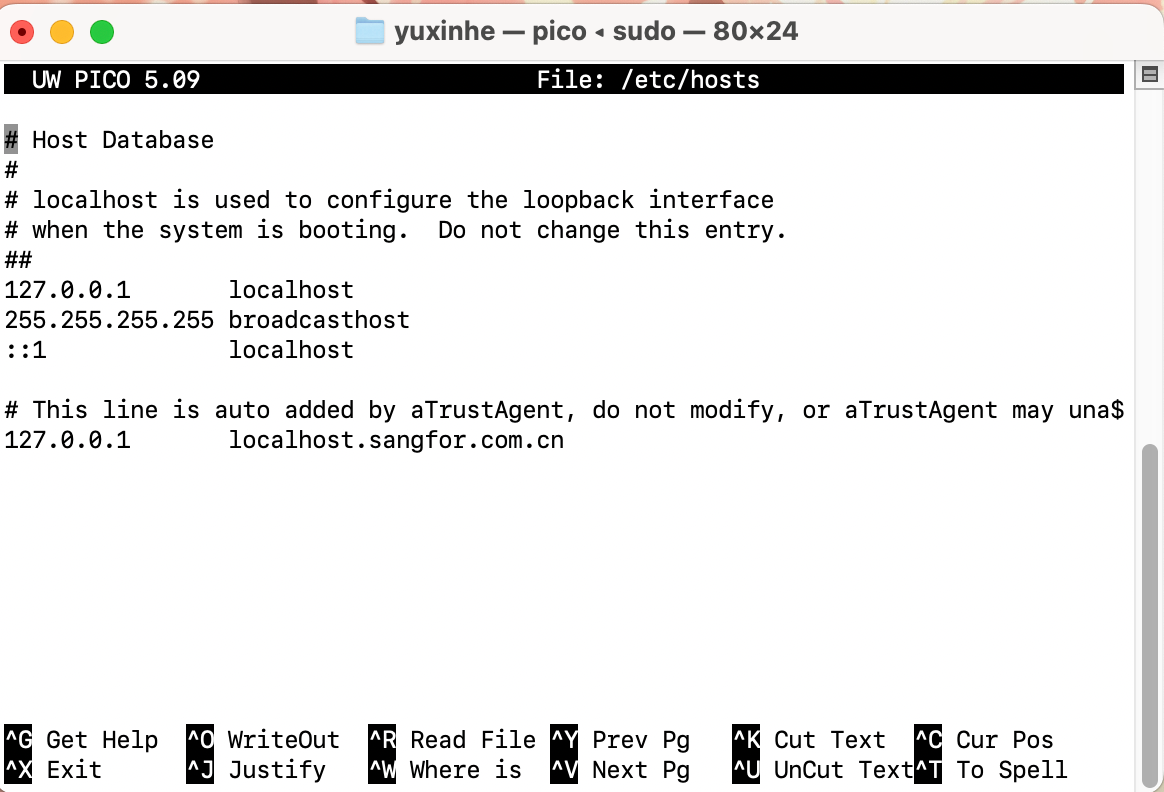 yuxinhe — pico ◂ sudo — 80×24
UW PICO 5.09 File: /etc/hosts
# Host Database
#
# localhost is used to configure the loopback interface
# when the system is booting.  Do not change this entry.
##
127.0.0.1       localhost
255.255.255.255 broadcasthost
::1             localhost
# This line is auto added by aTrustAgent, do not modify, or aTrustAgent may una$
127.0.0.1       localhost.sangfor.com.cn
^G Get Help  ^O WriteOut  ^R Read File ^Y Prev Pg   ^K Cut Text  ^C Cur Pos
^X Exit      ^J Justify   ^W Where is  ^V Next Pg   ^U UnCut Text^T To Spell